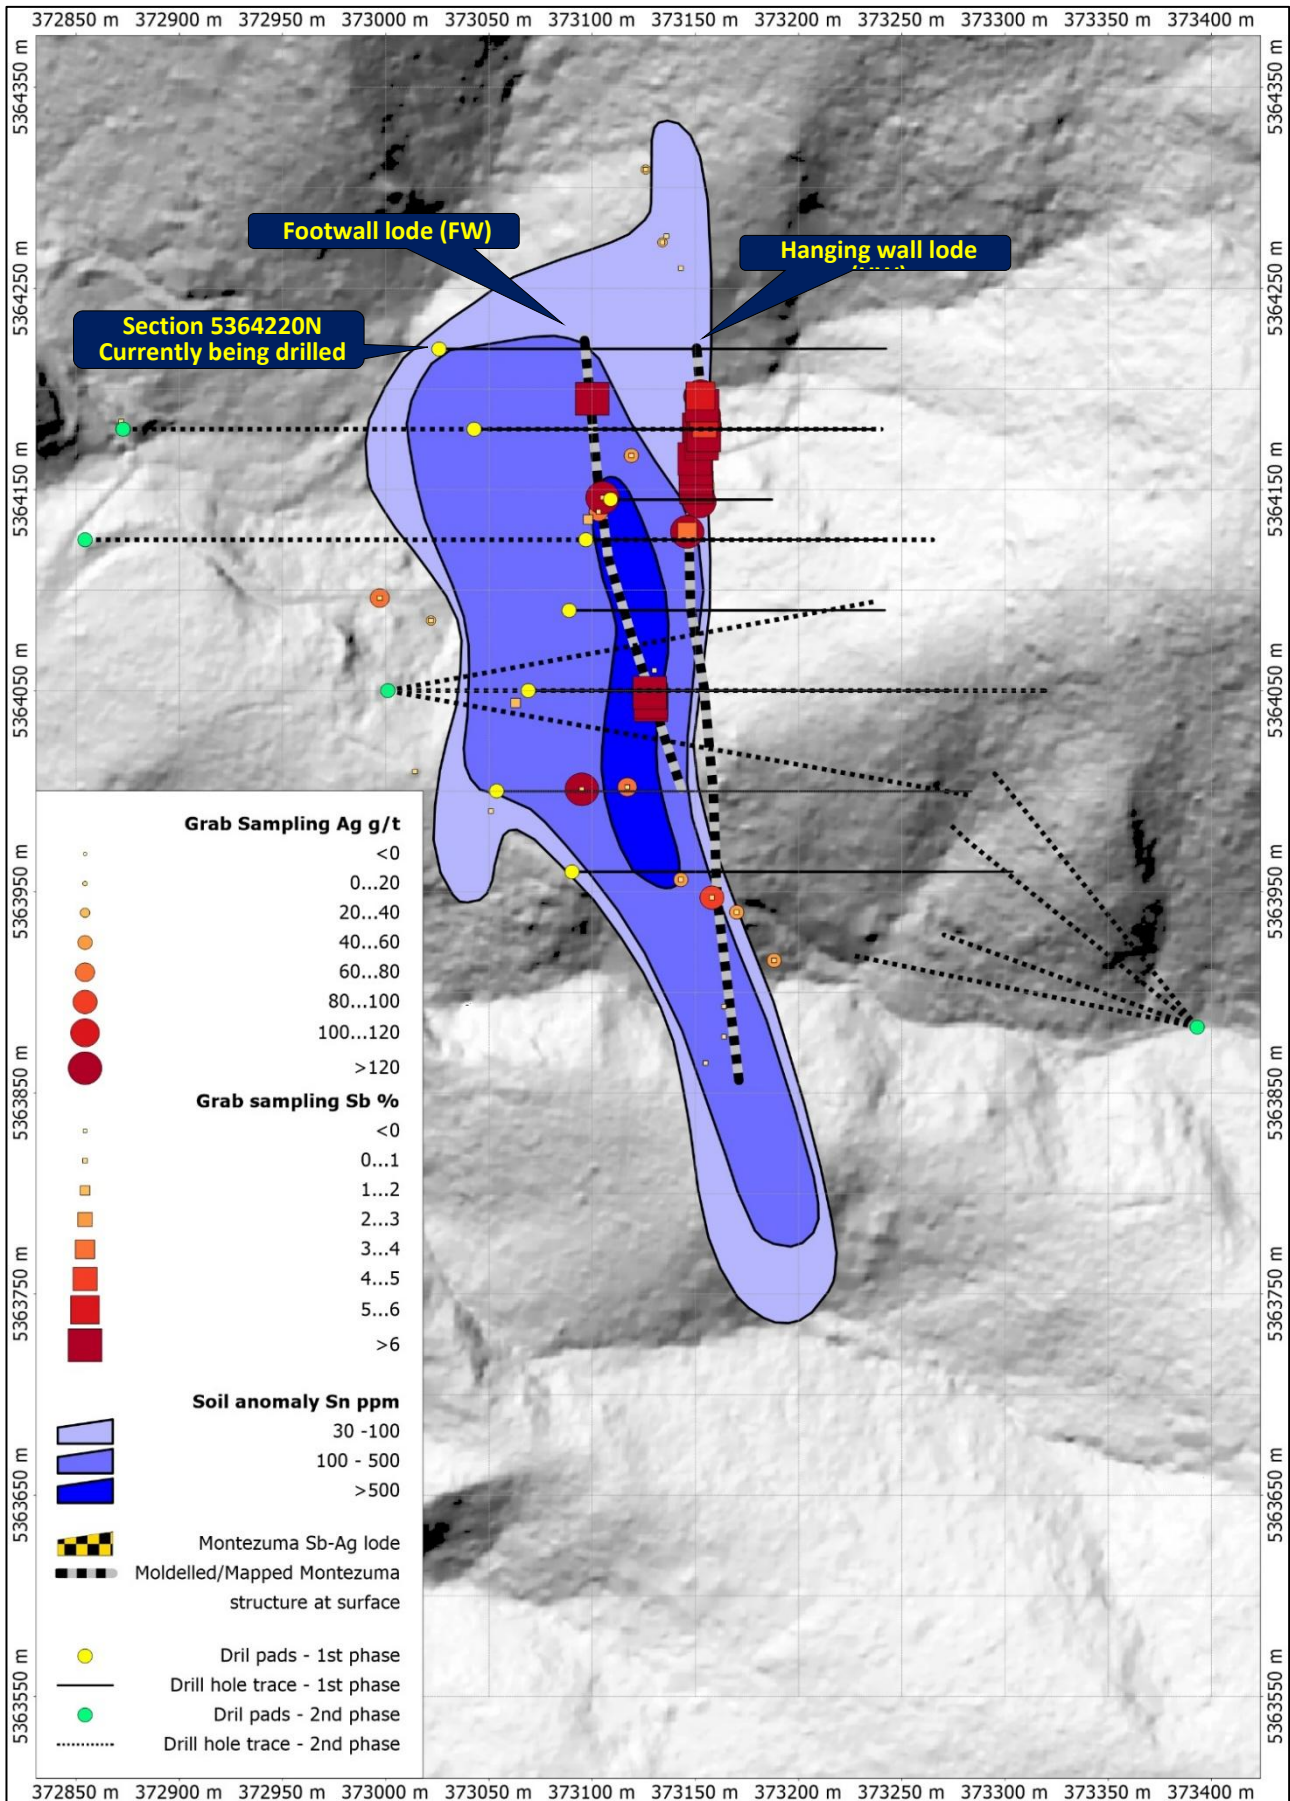 372850 m 372900 m 372950 m 373000 m 373050 m 373100 m 373150 m 373200 m 373250 m 373300 m 373350 m 373400 m
5364350 m
5364350 m
Footwall lode (FW)
Hanging wall lode
5364250 m
5364250 m
Section 5364220N
Currently being drilled
5364150 m
5364150 m
5364050 m
5364050 m
5363950 m
5363950 m
5363850 m
5363850 m
5363750 m
5363750 m
5363650 m
5363650 m
5363550 m
5363550 m
Grab Sampling Ag g/t
<0
0...20
20...40
40...60
60...80
80...100
100...120
>120
Grab sampling Sb %
<0
0...1
1...2
2...3
3...4
4...5
5...6
>6
Soil anomaly Sn ppm
30 -100
100 - 500
>500
Montezuma Sb-Ag lode
Moldelled/Mapped Montezuma
structure at surface
Dril pads - 1st phase
Drill hole trace - 1st phase
Dril pads - 2nd phase
Drill hole trace - 2nd phase
372850 m 372900 m 372950 m 373000 m 373050 m 373100 m 373150 m 373200 m 373250 m 373300 m 373350 m 373400 m